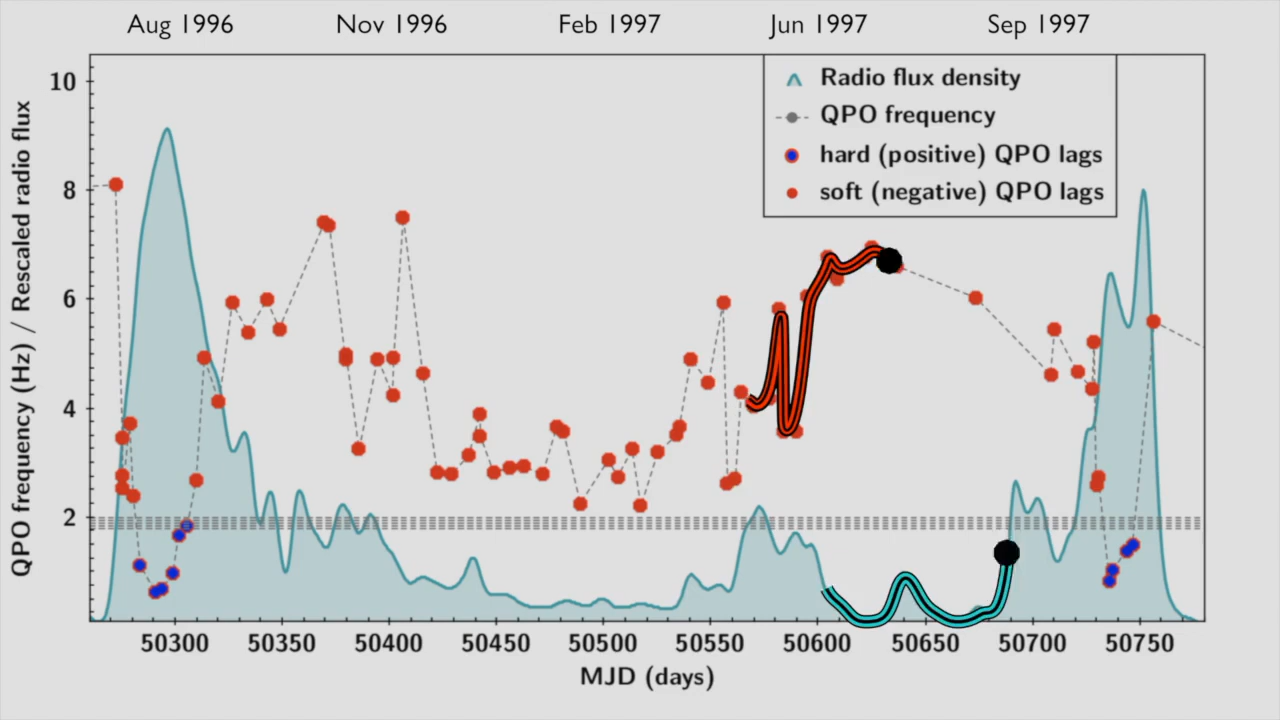 Aug 1996 Nov 1996 Feb 1997 Jun 1997 Sep 1997
Radio flux density
QPO frequency
hard (positive) QPO lags
soft (negative) QPO lags
QPO frequency (Hz) / Rescaled radio flux
10
8
6
4
2
50300 50350 50400 50450 50500 50550 50600 50650 50700 50750
MJD (days)